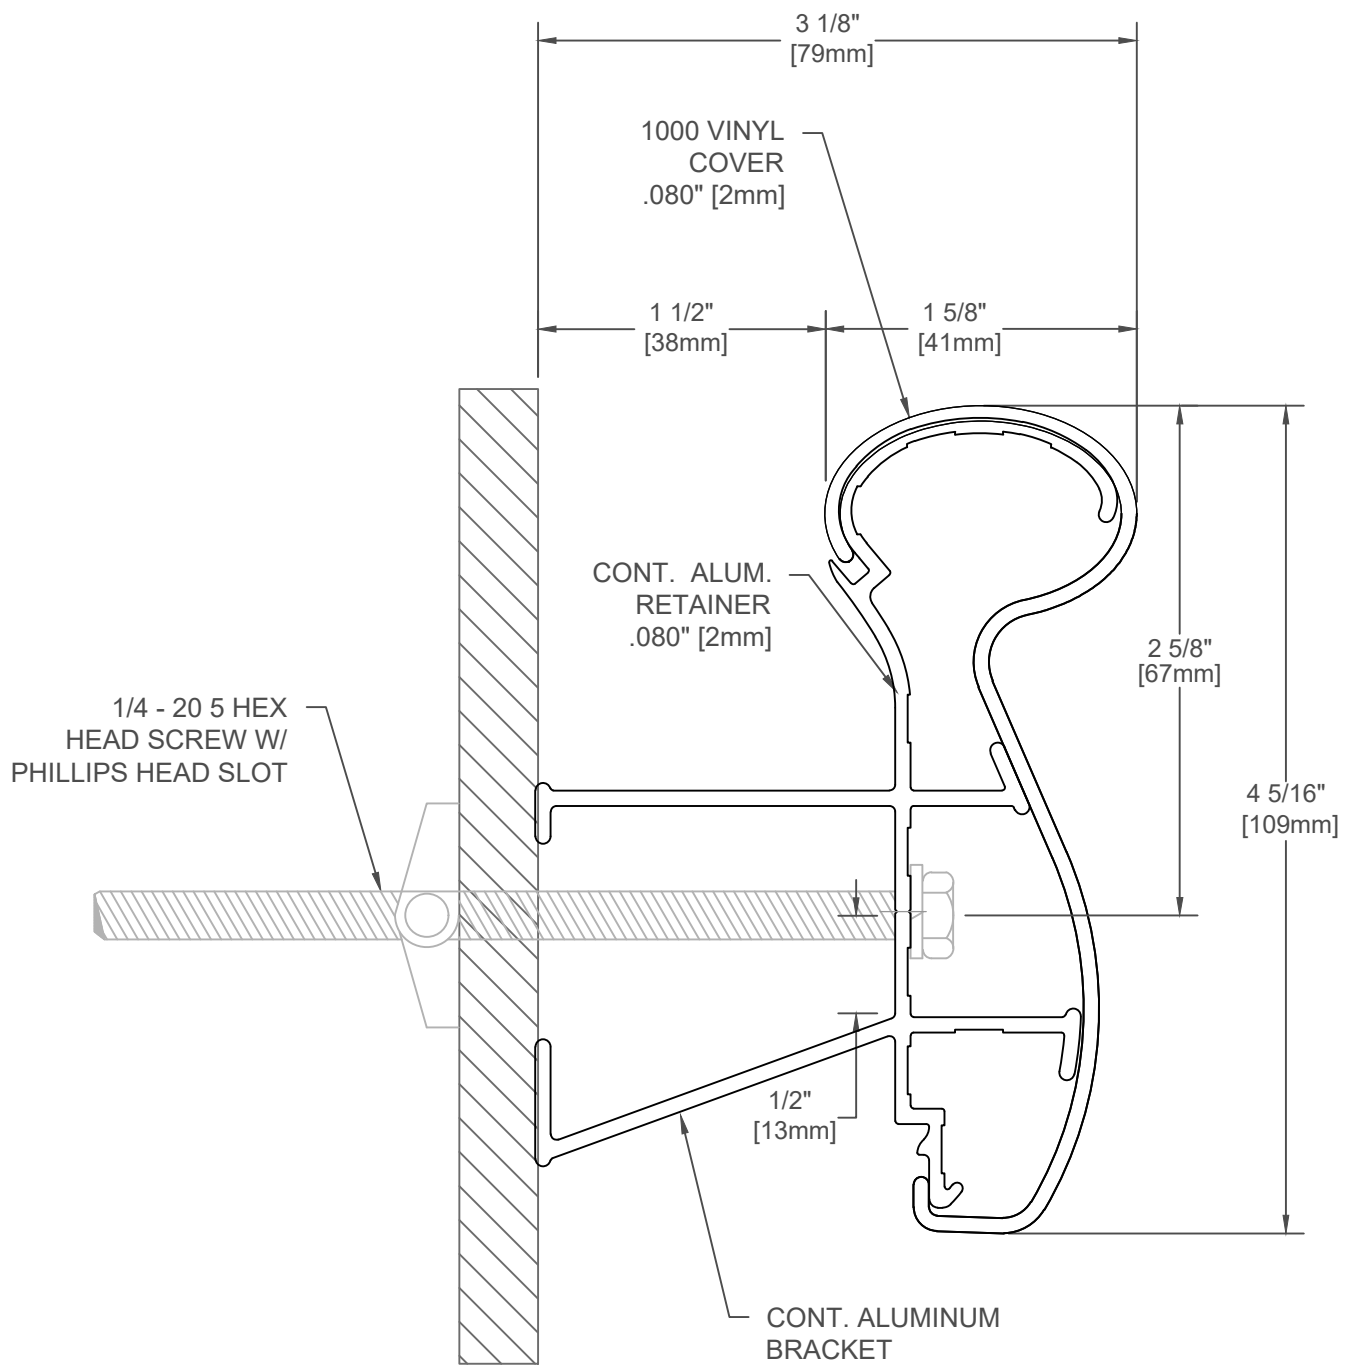 3 1/8"
[79mm]
1000 VINYL
COVER
.080" [2mm]
1 1/2"
[38mm]
1 5/8"
[41mm]
CONT. ALUM.
RETAINER
.080" [2mm]
2 5/8"
[67mm]
1/4 - 20 5 HEX
HEAD SCREW W/
PHILLIPS HEAD SLOT
4 5/16"
[109mm]
1/2"
[13mm]
CONT. ALUMINUM
BRACKET